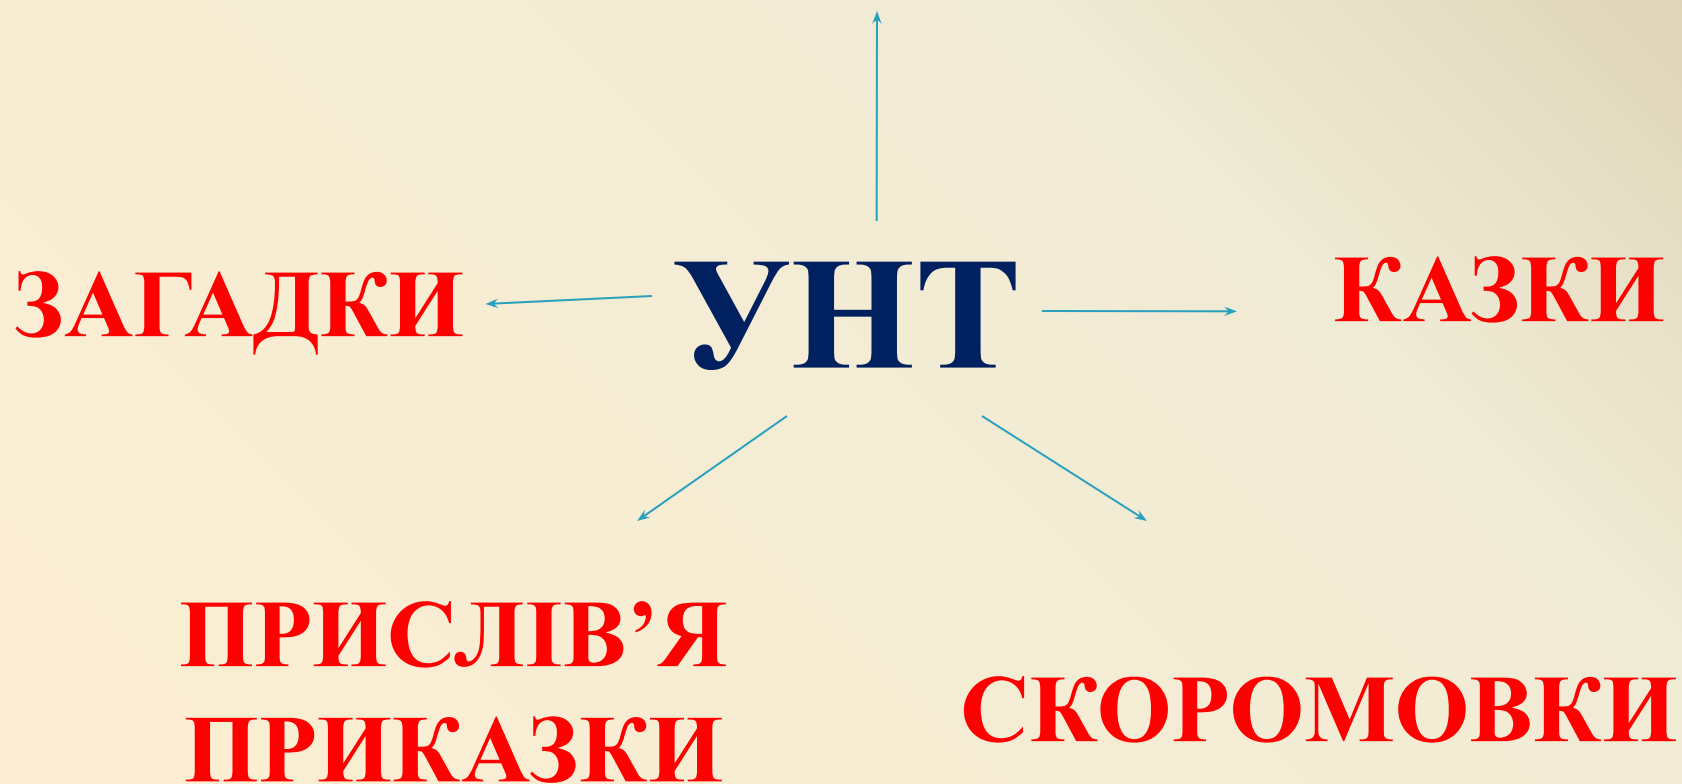 ЗАГАДКИ
УНТ
КАЗКИ
ПРИСЛІВ’Я
ПРИКАЗКИ
СКОРОМОВКИ